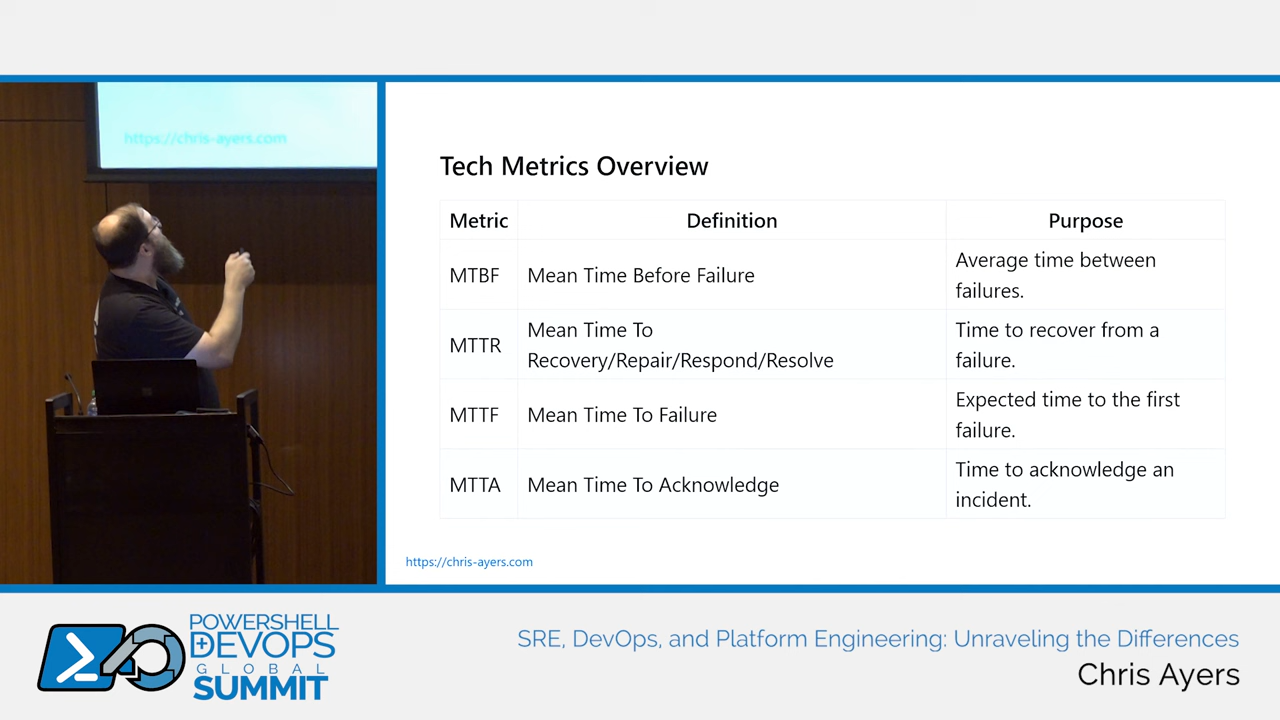 https://chris-ayers.com
Tech Metrics Overview
Metric Definition Purpose
MTBF Mean Time Before Failure Average time between
failures.
MTTR Mean Time To
Recovery/Repair/Respond/Resolve Time to recover from a
failure.
MTTF Mean Time To Failure Expected time to the first
failure.
MTTA Mean Time To Acknowledge Time to acknowledge an
incident.
https://chris-ayers.com
POWERSHELL
+DEVOPS
GLOBAL
SUMMIT
SRE, DevOps, and Platform Engineering: Unraveling the Differences
Chris Ayers